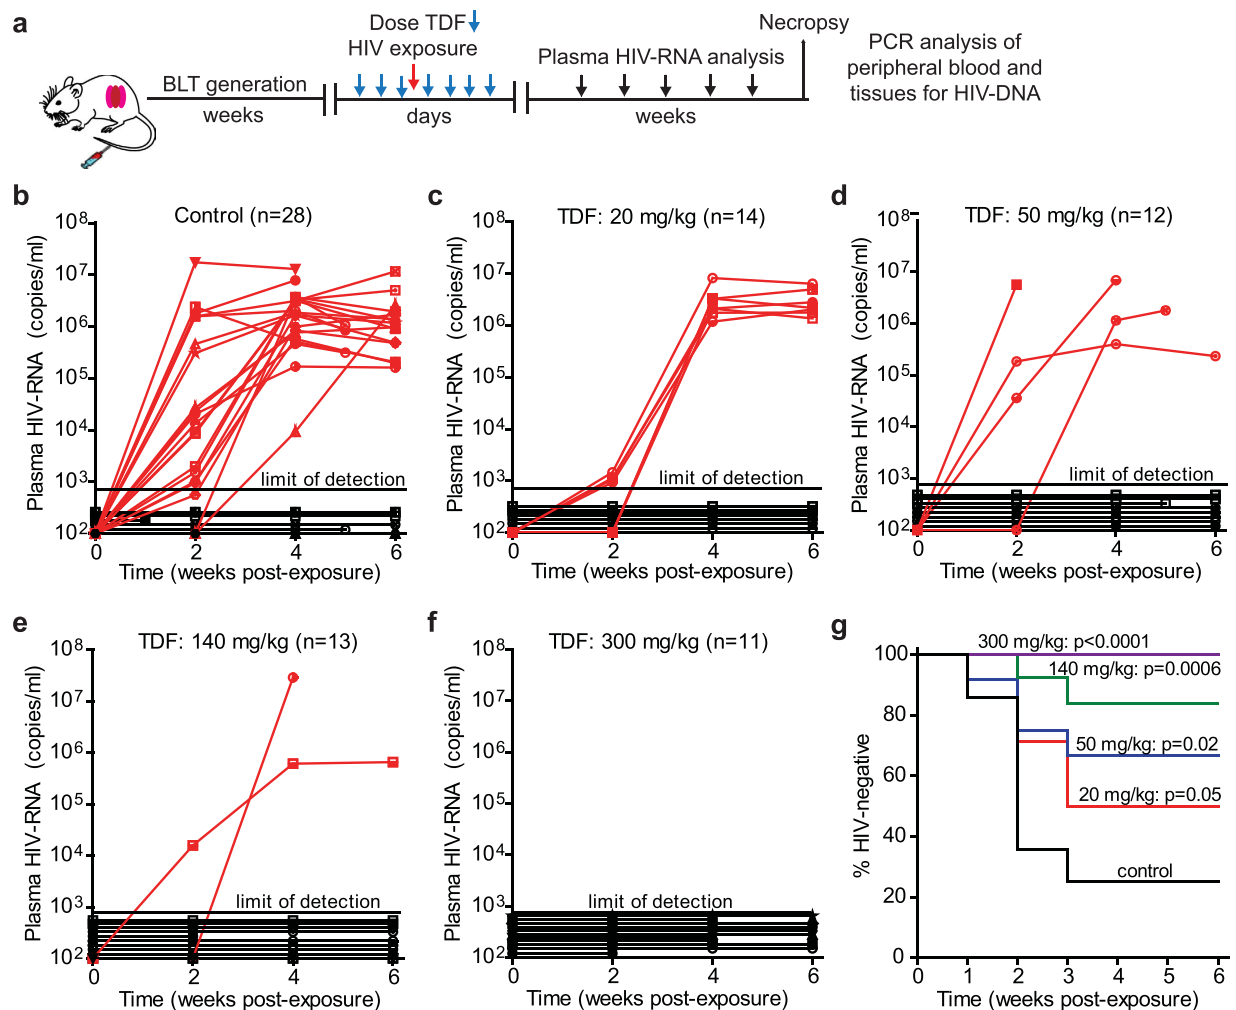 a
Dose TDF
HIV exposure
BLT generation
weeks
days
Plasma HIV-RNA analysis
weeks
Necropsy
PCR analysis of
peripheral blood and
tissues for HIV-DNA
b
Control (n=28)
Plasma HIV-RNA (copies/ml)
10⁸
10⁷
10⁶
10⁵
10⁴
10³
10²
limit of detection
0 2 4 6
Time (weeks post-exposure)
c
TDF: 20 mg/kg (n=14)
Plasma HIV-RNA (copies/ml)
10⁸
10⁷
10⁶
10⁵
10⁴
10³
10²
limit of detection
0 2 4 6
Time (weeks post-exposure)
d
TDF: 50 mg/kg (n=12)
Plasma HIV-RNA (copies/ml)
10⁸
10⁷
10⁶
10⁵
10⁴
10³
10²
limit of detection
0 2 4 6
Time (weeks post-exposure)
e
TDF: 140 mg/kg (n=13)
Plasma HIV-RNA (copies/ml)
10⁸
10⁷
10⁶
10⁵
10⁴
10³
10²
limit of detection
0 2 4 6
Time (weeks post-exposure)
f
TDF: 300 mg/kg (n=11)
Plasma HIV-RNA (copies/ml)
10⁸
10⁷
10⁶
10⁵
10⁴
10³
10²
limit of detection
0 2 4 6
Time (weeks post-exposure)
g
% HIV-negative
100
80
60
40
20
0
300 mg/kg: p<0.0001
140 mg/kg: p=0.0006
50 mg/kg: p=0.02
20 mg/kg: p=0.05
control
0 1 2 3 4 5 6
Time (weeks post-exposure)